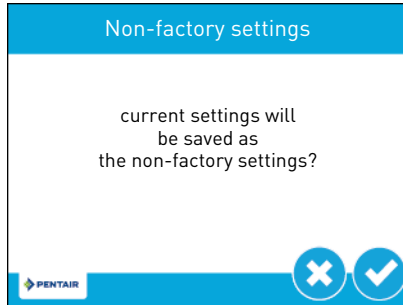 Non-factory settings
current settings will
be saved as
the non-factory settings?
PENTAIR